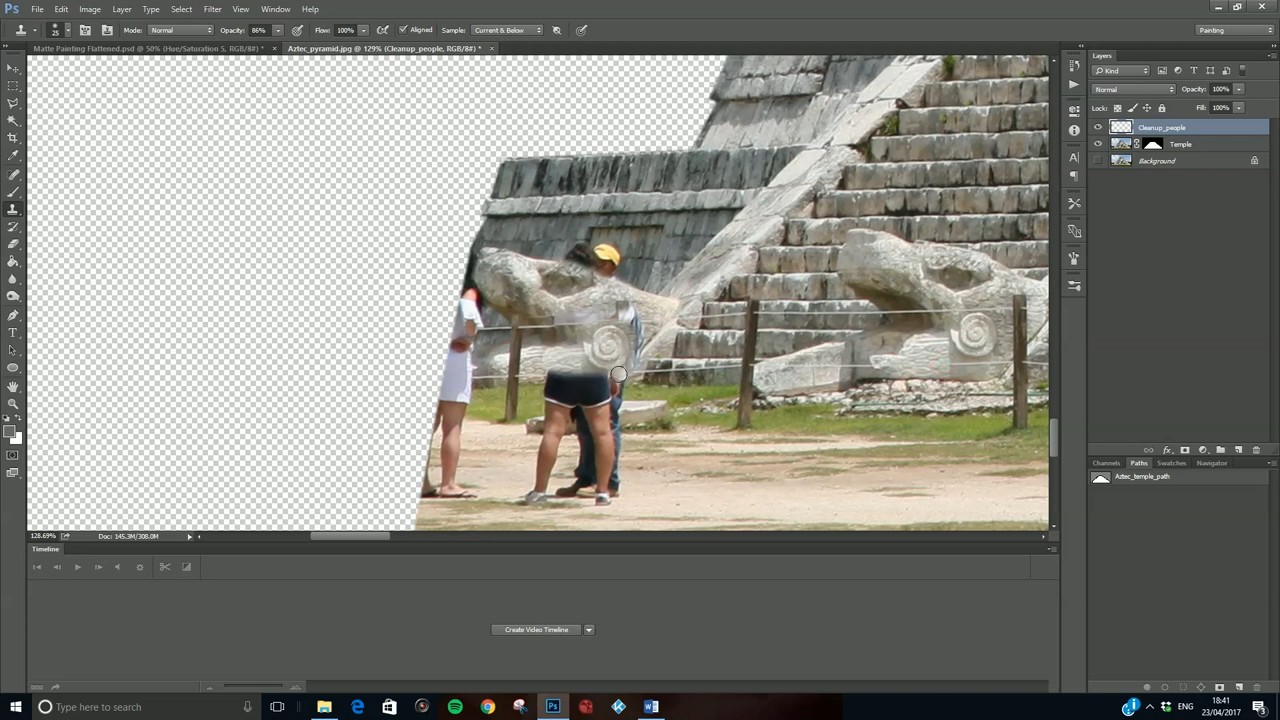 Ps File Edit Image Layer Type Select Filter 3D View Window Help
25 Mode: Normal Opacity: 86% Flow: 100% Aligned Sample: Current & Below Painting
Matte Painting Flattened.psd @ 50% (Hue/Saturation 5, RGB/8#) * × Aztec_pyramid.jpg @ 129% (Cleanup_people, RGB/8#) * ×
Layers
Kind
Normal Opacity: 100%
Lock: Fill: 100%
Cleanup_people
Temple
Background
Channels Paths Swatches Navigator
Aztec_temple_path
128.69% Doc: 145.3M/308.0M
Timeline
Create Video Timeline
Type here to search
ENG 18:41
23/04/2017